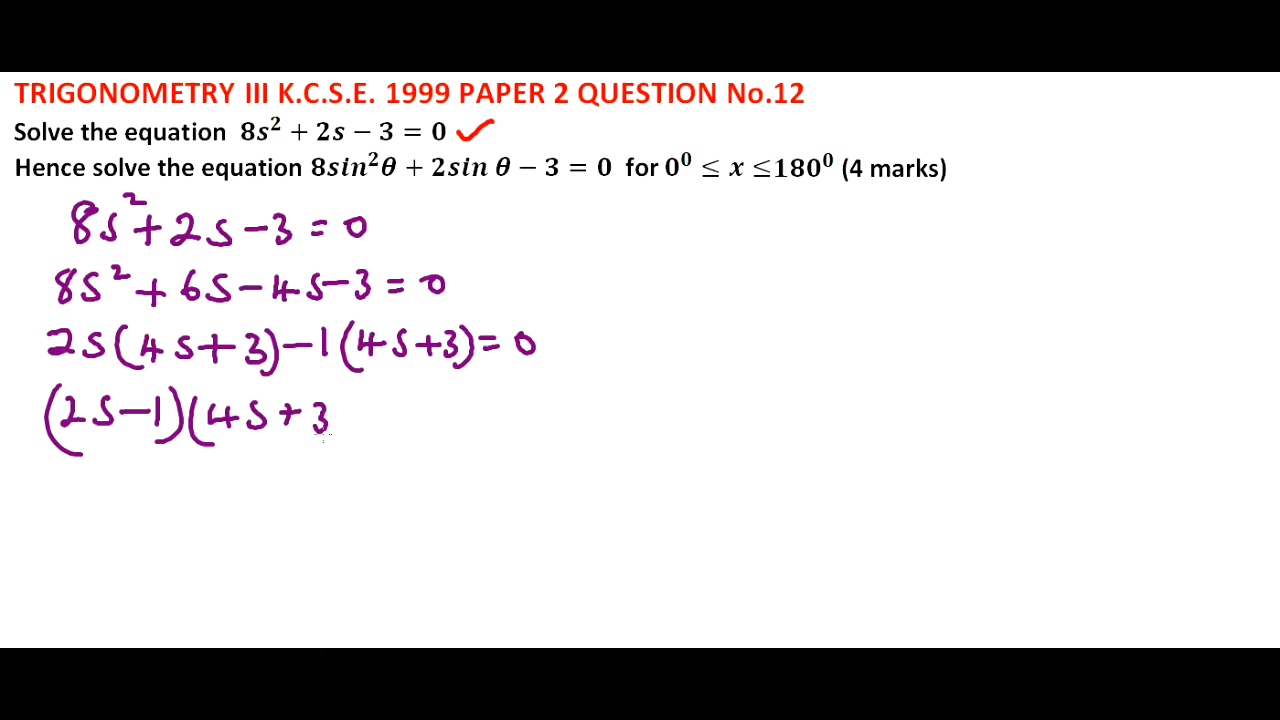 TRIGONOMETRY III K.C.S.E. 1999 PAPER 2 QUESTION No.12
Solve the equation 8s² + 2s − 3 = 0 ✓
Hence solve the equation 8sin²θ + 2sin θ − 3 = 0 for 0⁰ ≤ x ≤180⁰ (4 marks)
8s² + 2s − 3 = 0
8s² + 6s − 4s − 3 = 0
2s(4s + 3) − 1(4s + 3) = 0
(2s − 1)(4s + 3